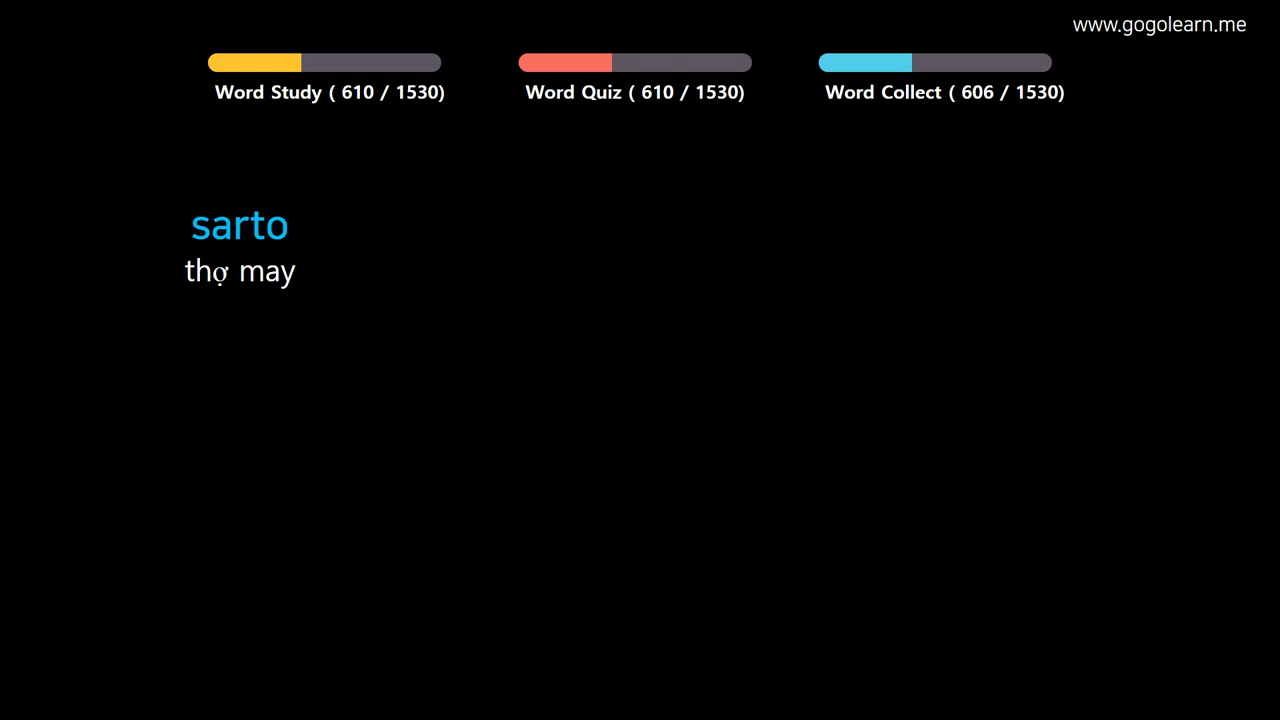 www.gogolearn.me
Word Study ( 610 / 1530)
Word Quiz ( 610 / 1530)
Word Collect ( 606 / 1530)
sarto
thợ may